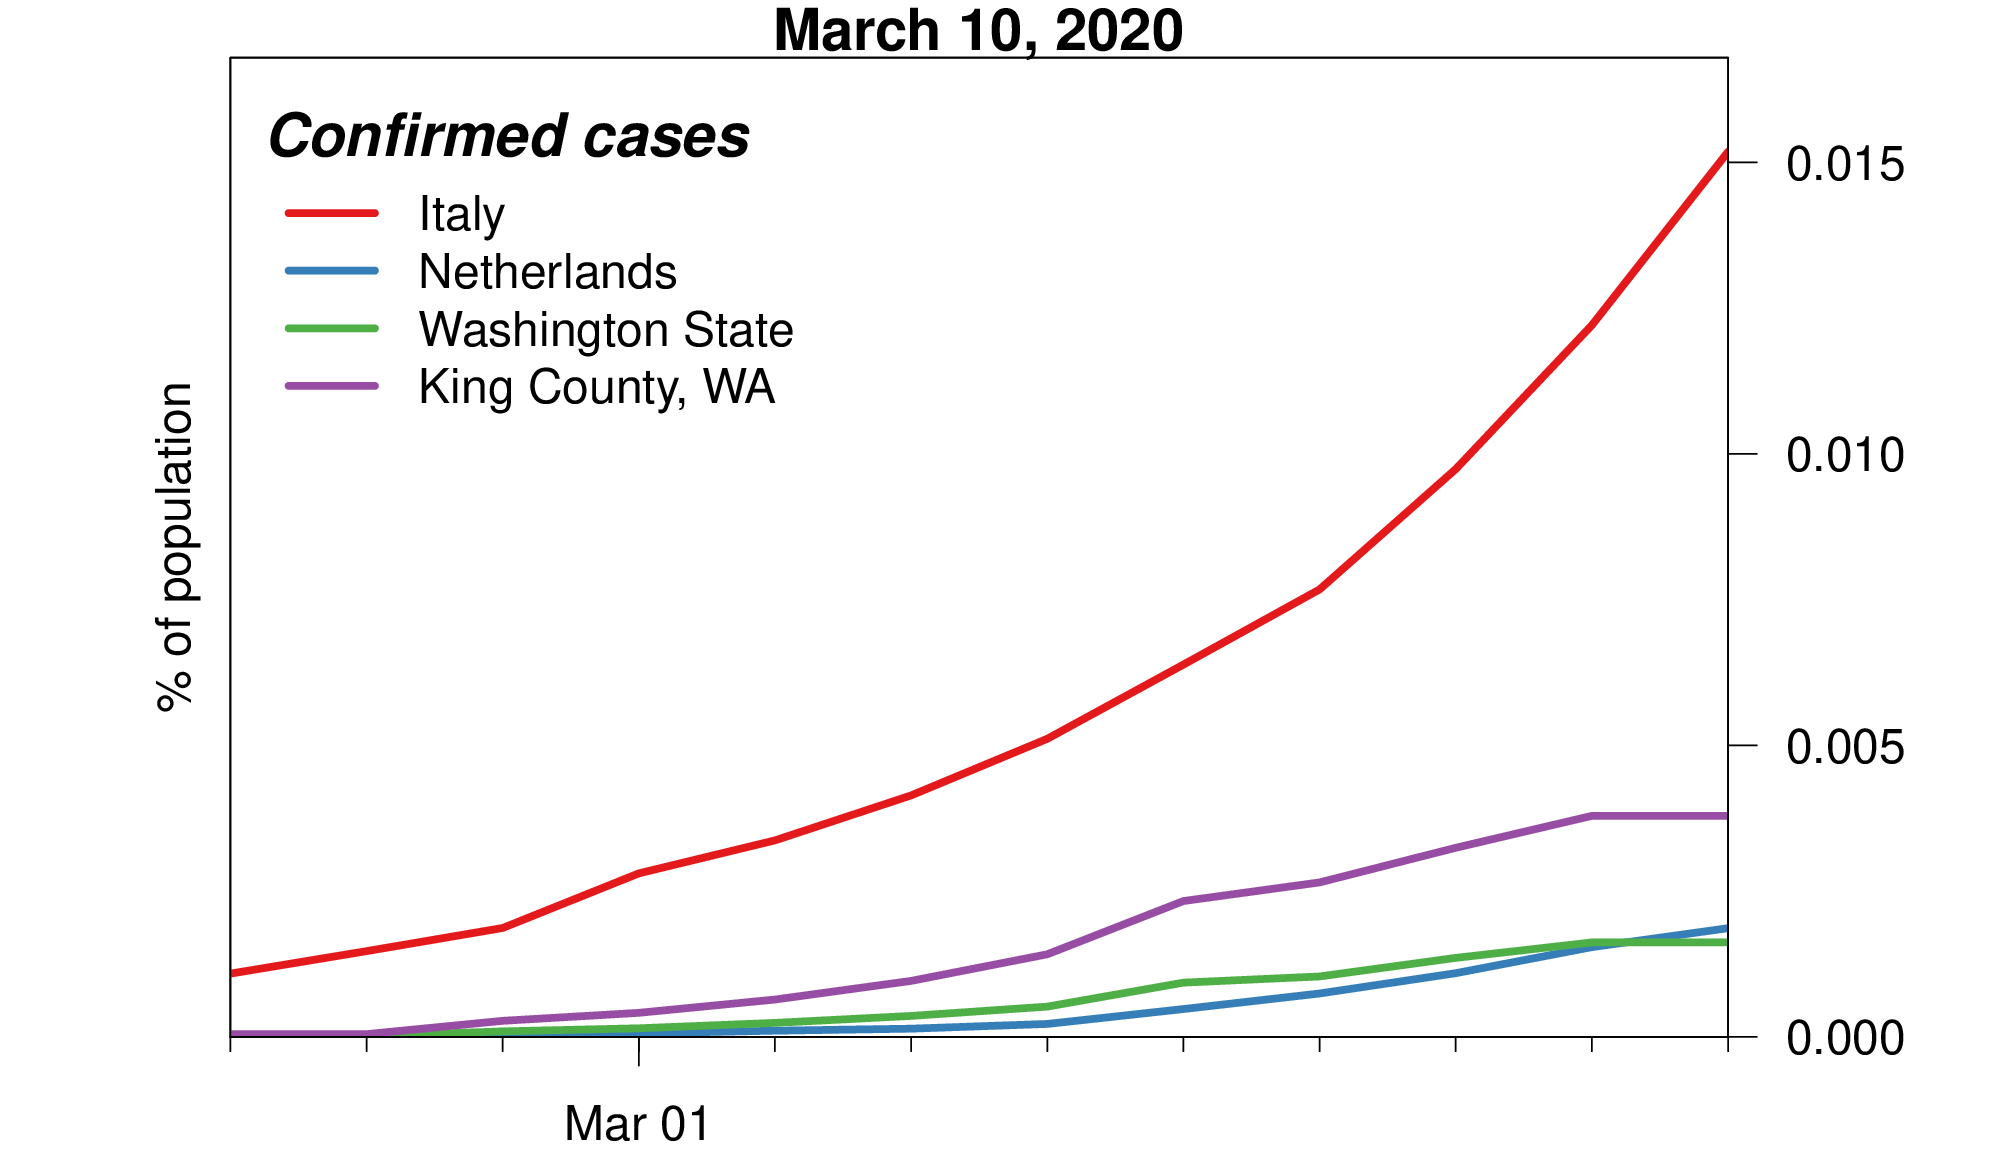 March 10, 2020
Confirmed cases
Italy
Netherlands
Washington State
King County, WA
% of population
0.015
0.010
0.005
0.000
Mar 01